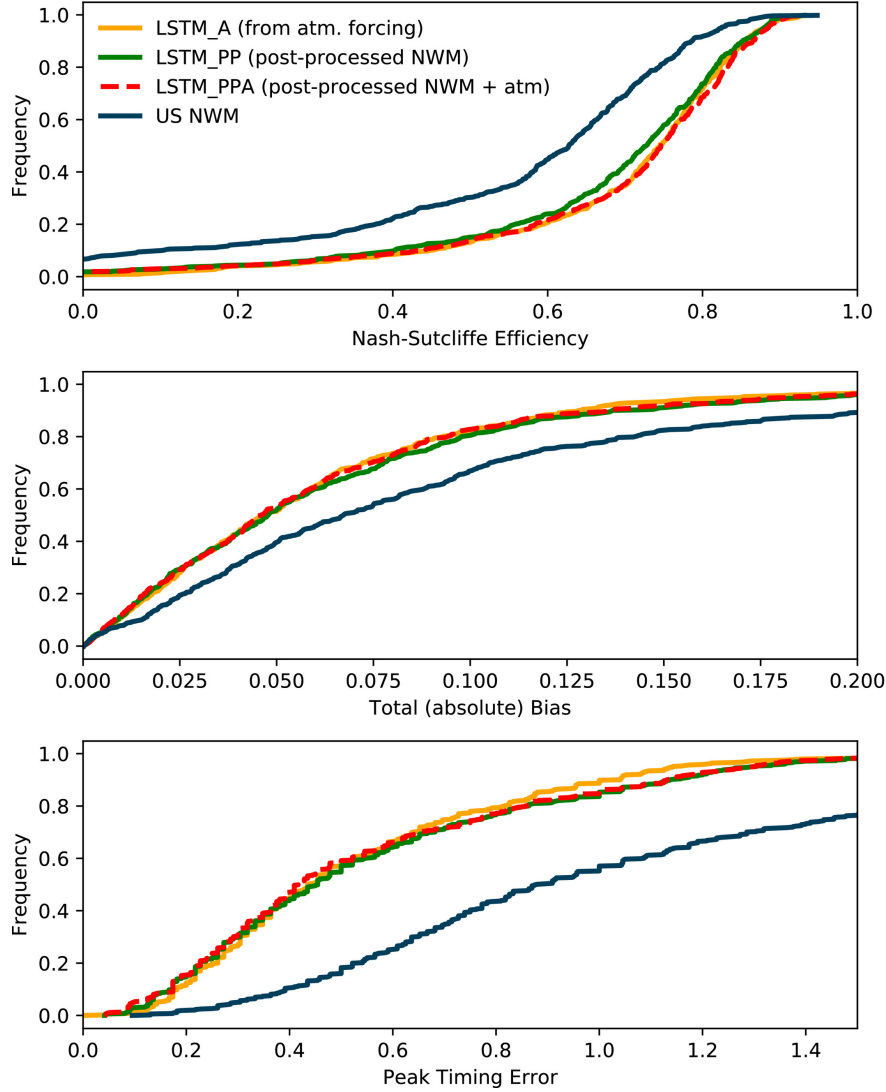 1.0
0.8
0.6
0.4
0.2
0.0
Frequency
LSTM_A (from atm. forcing)
LSTM_PP (post-processed NWM)
LSTM_PPA (post-processed NWM + atm)
US NWM
0.0 0.2 0.4 0.6 0.8 1.0
Nash-Sutcliffe Efficiency
1.0
0.8
0.6
0.4
0.2
0.0
Frequency
0.000 0.025 0.050 0.075 0.100 0.125 0.150 0.175 0.200
Total (absolute) Bias
1.0
0.8
0.6
0.4
0.2
0.0
Frequency
0.0 0.2 0.4 0.6 0.8 1.0 1.2 1.4
Peak Timing Error